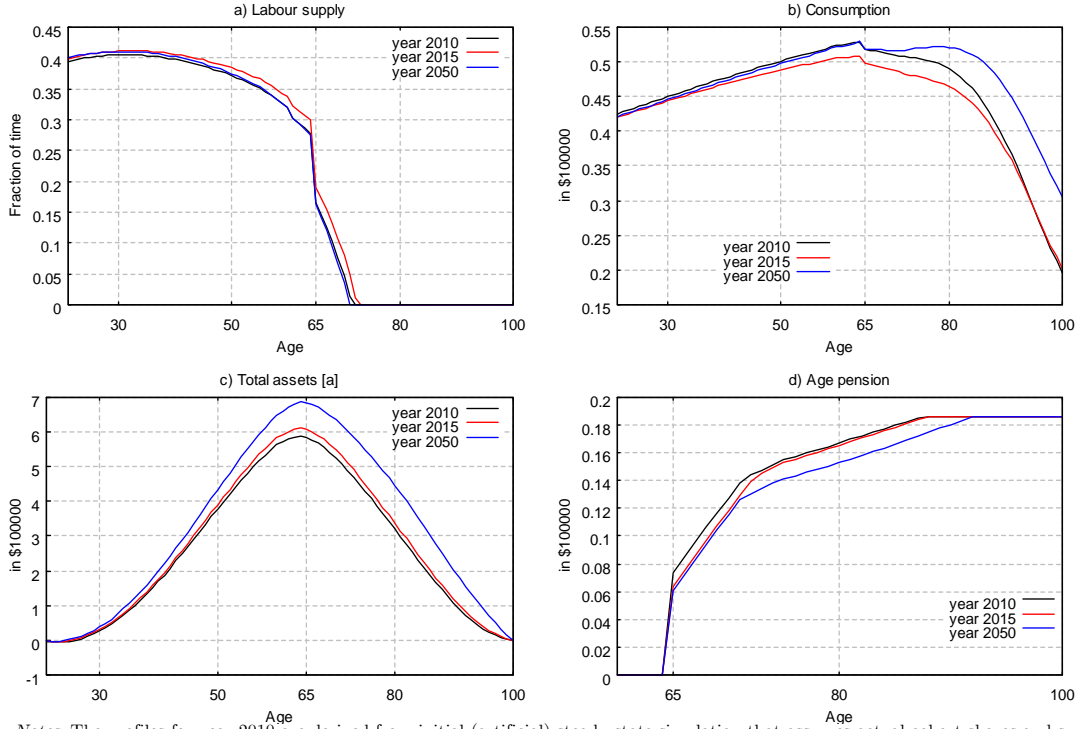 a) Labour supply
0.45
0.4
0.35
0.3
0.25
0.2
0.15
0.1
0.05
0
Fraction of time
year 2010
year 2015
year 2050
30
50
65
80
100
Age
b) Consumption
0.55
0.5
0.45
0.4
0.35
0.3
0.25
0.2
0.15
in $100000
year 2010
year 2015
year 2050
30
50
65
80
100
Age
c) Total assets [a]
7
6
5
4
3
2
1
0
-1
in $100000
year 2010
year 2015
year 2050
30
50
65
80
100
Age
d) Age pension
0.2
0.18
0.16
0.14
0.12
0.1
0.08
0.06
0.04
0.02
0
in $100000
year 2010
year 2015
year 2050
65
80
100
Age